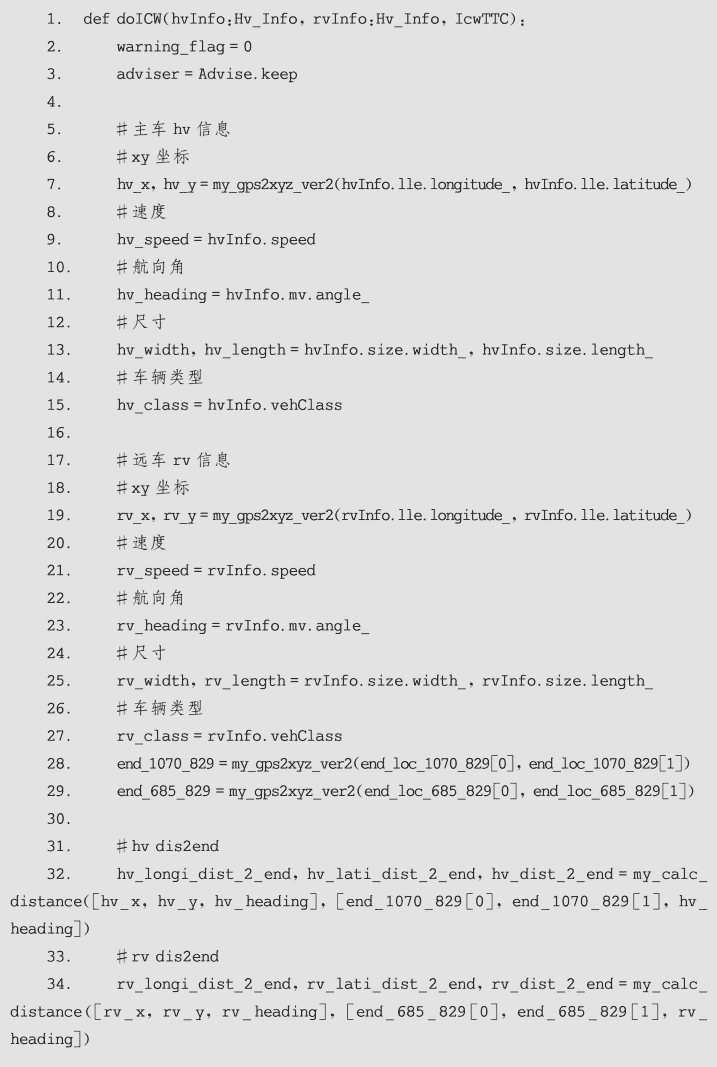 1. def doICW(hvInfo:Hv_Info, rvInfo:Hv_Info, IcwTTC):
2. warning_flag = 0
3. adviser = Advise.keep
4.
5. #主车 hv 信息
6. #xy 坐标
7. hv_x, hv_y = my_gps2xyz_ver2(hvInfo.lle.longitude_, hvInfo.lle.latitude_)
8. #速度
9. hv_speed = hvInfo.speed
10. #航向角
11. hv_heading = hvInfo.mv.angle_
12. #尺寸
13. hv_width, hv_length = hvInfo.size.width_, hvInfo.size.length_
14. #车辆类型
15. hv_class = hvInfo.vehClass
16.
17. #远车 rv 信息
18. #xy 坐标
19. rv_x, rv_y = my_gps2xyz_ver2(rvInfo.lle.longitude_, rvInfo.lle.latitude_)
20. #速度
21. rv_speed = rvInfo.speed
22. #航向角
23. rv_heading = rvInfo.mv.angle_
24. #尺寸
25. rv_width, rv_length = rvInfo.size.width_, rvInfo.size.length_
26. #车辆类型
27. rv_class = rvInfo.vehClass
28. end_1070_829 = my_gps2xyz_ver2(end_loc_1070_829[0], end_loc_1070_829[1])
29. end_685_829 = my_gps2xyz_ver2(end_loc_685_829[0], end_loc_685_829[1])
30.
31. #hv dis2end
32. hv_longi_dist_2_end, hv_lati_dist_2_end, hv_dist_2_end = my_calc_
distance([hv_x, hv_y, hv_heading], [end_1070_829[0], end_1070_829[1], hv_
heading])
33. #rv dis2end
34. rv_longi_dist_2_end, rv_lati_dist_2_end, rv_dist_2_end = my_calc_
distance([rv_x, rv_y, rv_heading], [end_685_829[0], end_685_829[1], rv_
heading])